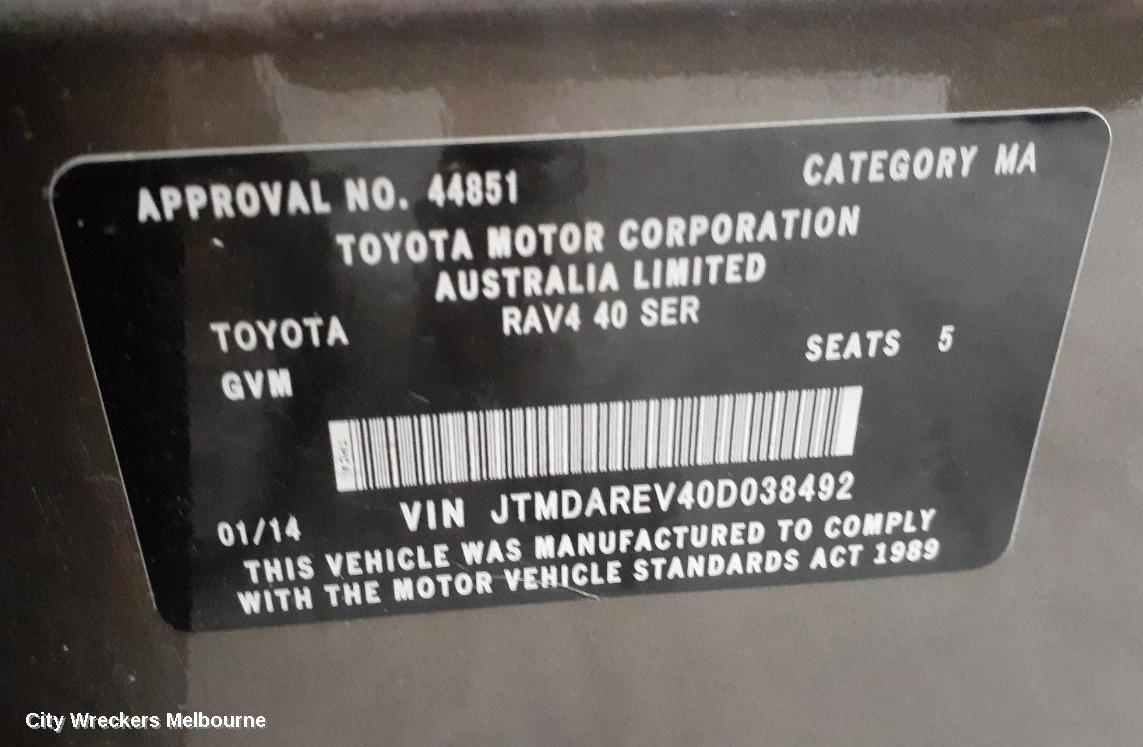 APPROVAL NO. 44851 CATEGORY MA
TOYOTA MOTOR CORPORATION
AUSTRALIA LIMITED
RAV4 40 SER
TOYOTA SEATS 5
GVM
VIN JTMDAREV40D038492
01/14
THIS VEHICLE WAS MANUFACTURED TO COMPLY
WITH THE MOTOR VEHICLE STANDARDS ACT 1989
City Wreckers Melbourne